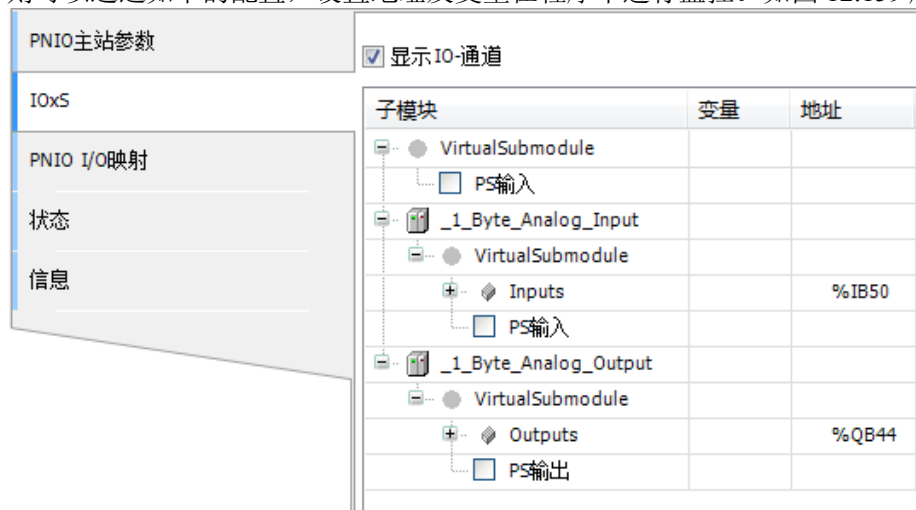 PNIO主站参数
IOxS
PNIO I/O映射
状态
信息
显示IO-通道
子模块 变量 地址
VirtualSubmodule
PS输入
_1_Byte_Analog_Input
VirtualSubmodule
Inputs %IB50
PS输入
_1_Byte_Analog_Output
VirtualSubmodule
Outputs %QB44
PS输出